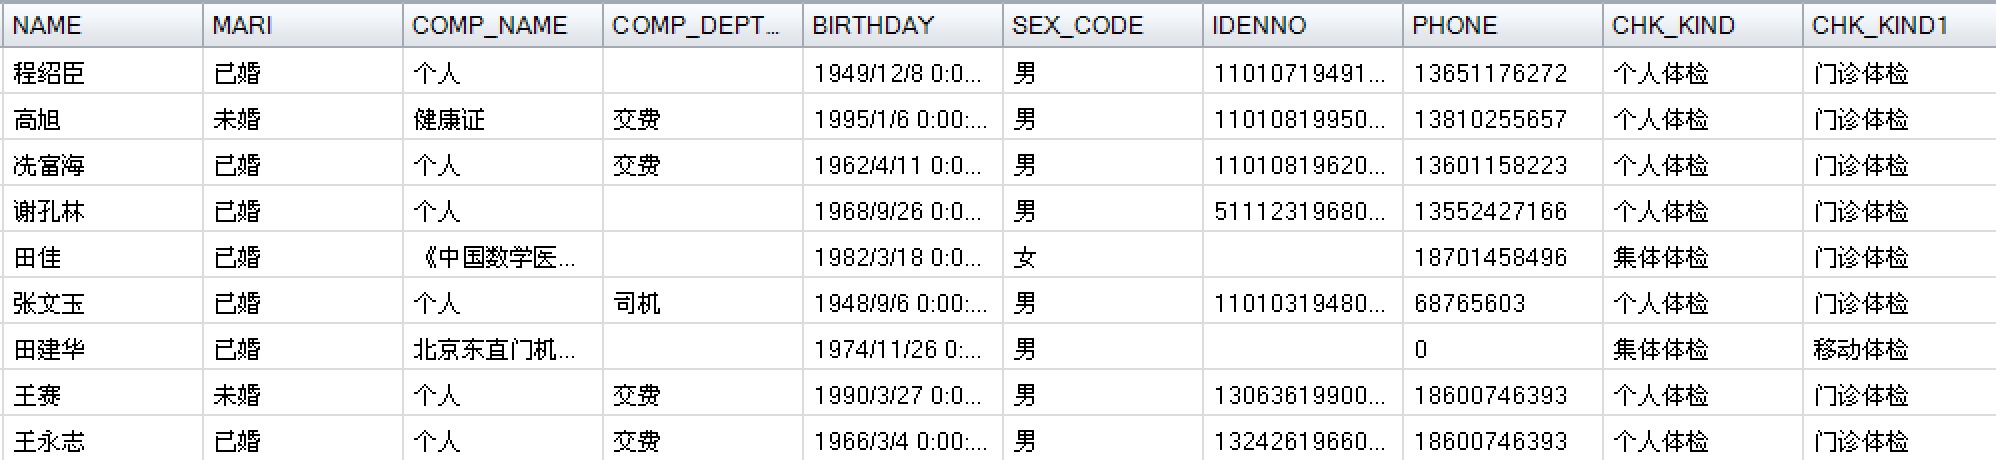 NAME MARI COMP_NAME COMP_DEPT... BIRTHDAY SEX_CODE IDENNO PHONE CHK_KIND CHK_KIND1
程绍臣 已婚 个人 1949/12/8 0:0... 男 11010719491... 13651176272 个人体检 门诊体检
高旭 未婚 健康证 交费 1995/1/6 0:00:... 男 11010819950... 13810255657 个人体检 门诊体检
冼富海 已婚 个人 交费 1962/4/11 0:0... 男 11010819620... 13601158223 个人体检 门诊体检
谢孔林 已婚 个人 1968/9/26 0:0... 男 51112319680... 13552427166 个人体检 门诊体检
田佳 已婚 《中国数学医... 1982/3/18 0:0... 女 18701458496 集体体检 门诊体检
张文玉 已婚 个人 司机 1948/9/6 0:00:... 男 11010319480... 68765603 个人体检 门诊体检
田建华 已婚 北京东直门机... 1974/11/26 0:... 男 0 集体体检 移动体检
王赛 未婚 个人 交费 1990/3/27 0:0... 男 13063619900... 18600746393 个人体检 门诊体检
王永志 已婚 个人 交费 1966/3/4 0:00:... 男 13242619660... 18600746393 个人体检 门诊体检